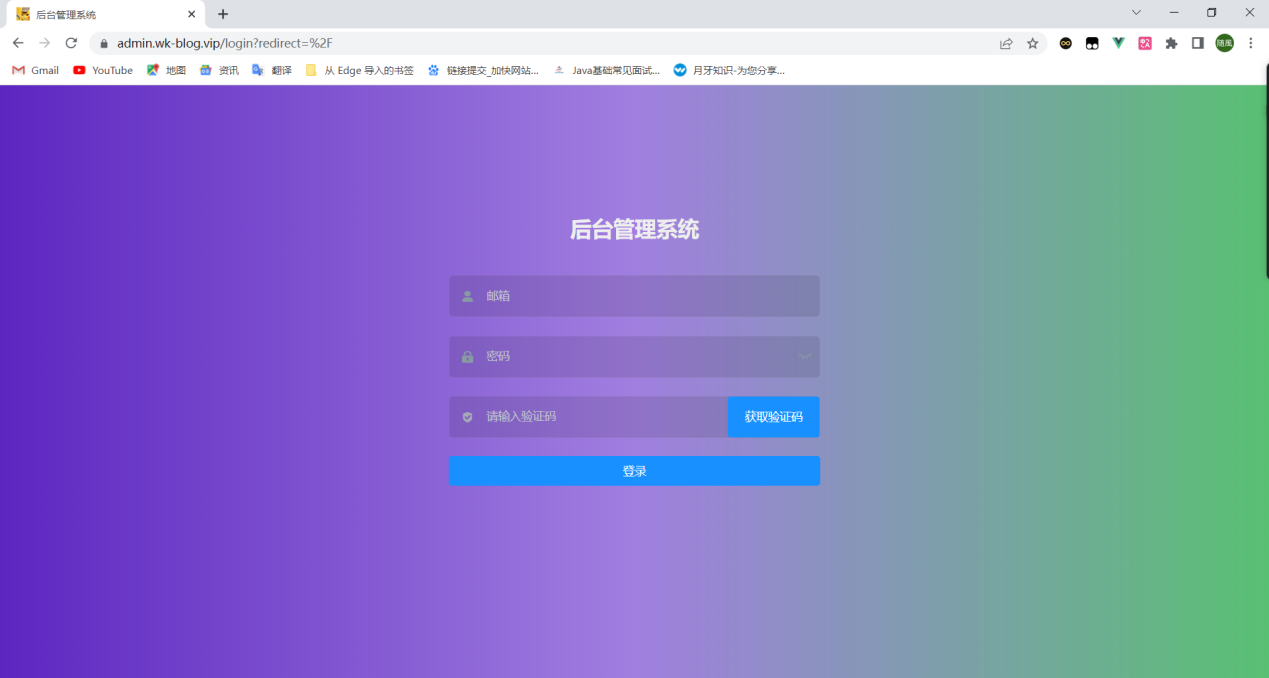 后台管理系统
admin.wk-blog.vip/login?redirect=%2F
随風
Gmail YouTube 地图 资讯 翻译 从 Edge 导入的书签 链接提交_加快网站... Java基础常见面试... 月牙知识-为您分享...
后台管理系统
邮箱
密码
请输入验证码 获取验证码
登录